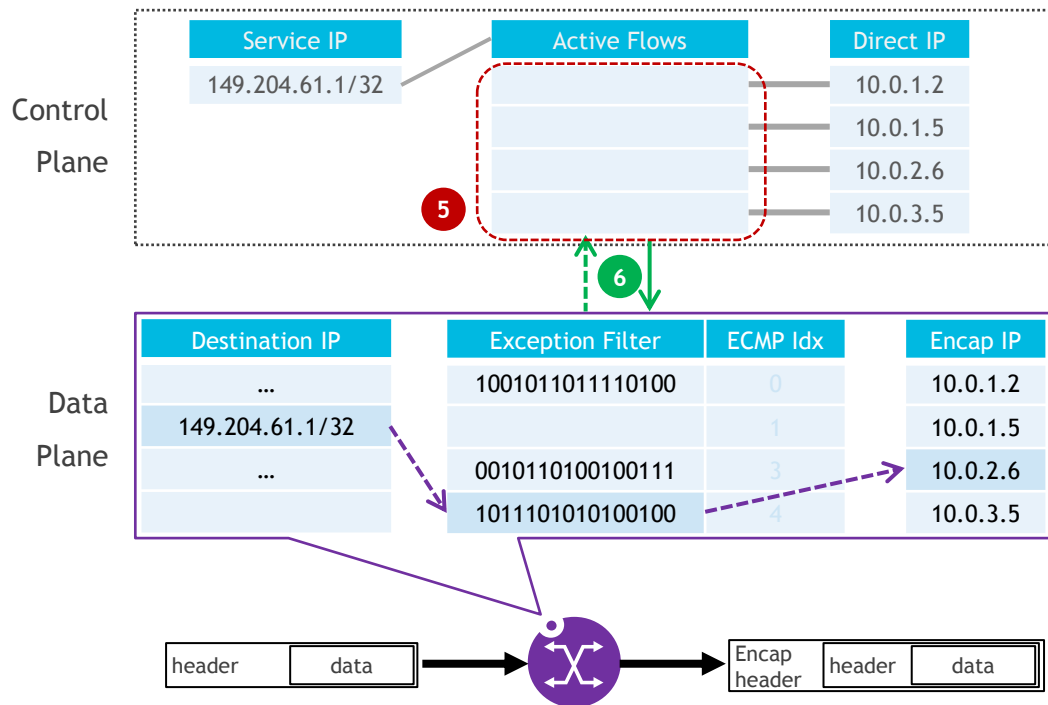 Service IP
Active Flows
Direct IP
149.204.61.1/32
10.0.1.2
10.0.1.5
10.0.2.6
10.0.3.5
Control
Plane
5
6
Destination IP
Exception Filter
ECMP Idx
Encap IP
...
1001011011110100
0
10.0.1.2
149.204.61.1/32
1
10.0.1.5
...
0010110100100111
3
10.0.2.6
1011101010100100
4
10.0.3.5
Data
Plane
header
data
Encap
header
header
data